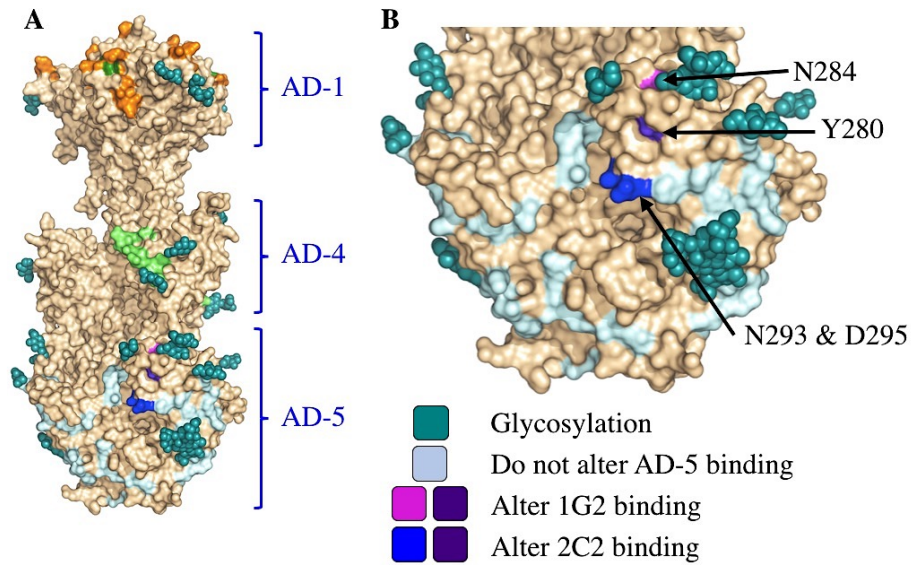 A
B
AD-1
AD-4
AD-5
N284
Y280
N293 & D295
Glycosylation
Do not alter AD-5 binding
Alter 1G2 binding
Alter 2C2 binding